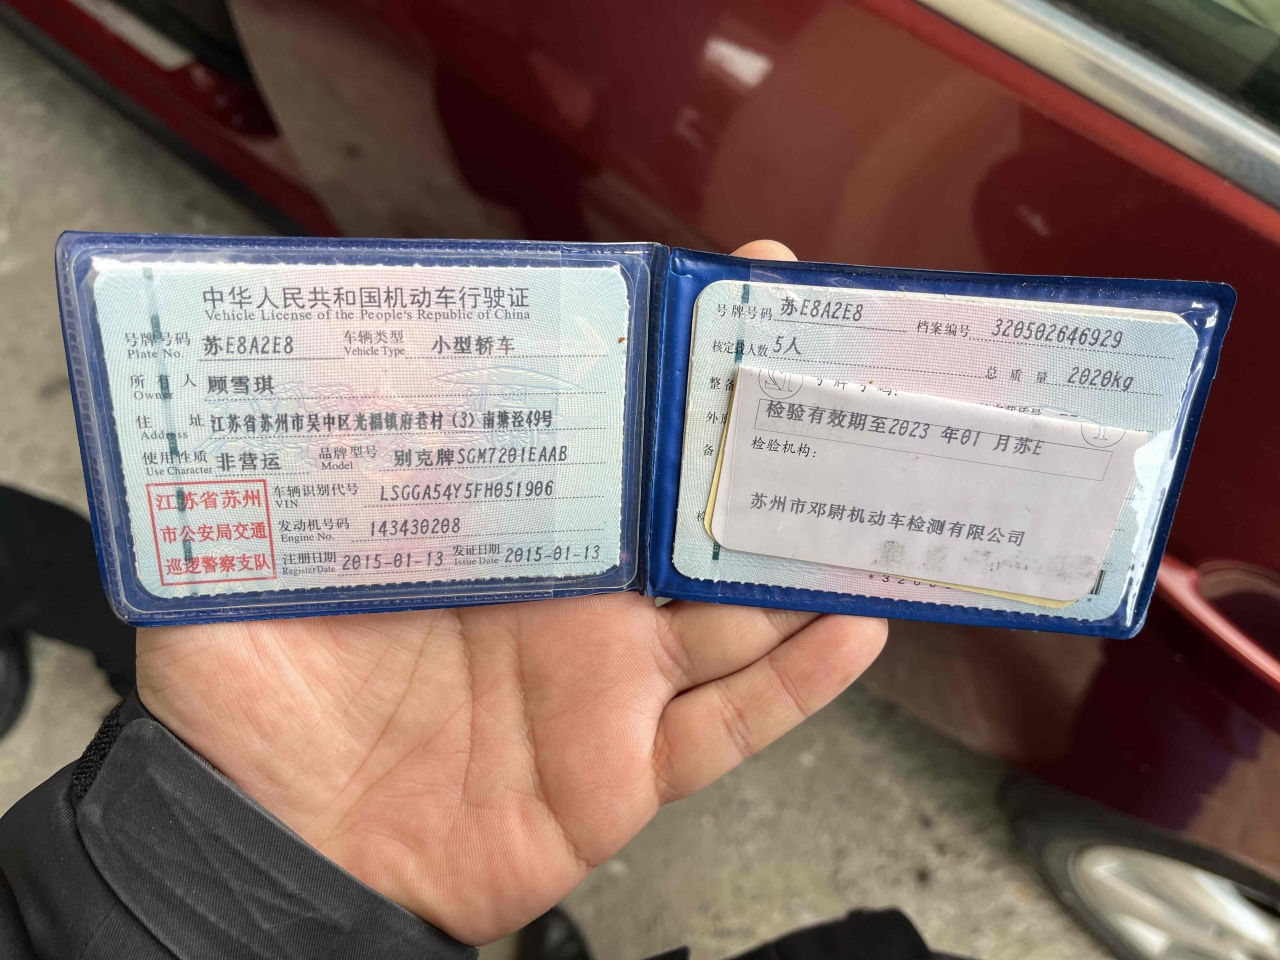 中华人民共和国机动车行驶证
Vehicle License of the People's Republic of China
号牌号码 苏E8A2E8 车辆类型 小型轿车
Plate No. Vehicle Type
所有人 顾雪琪
Owner
住址 江苏省苏州市吴中区光福镇府巷村(3)南塘泾49号
Address
使用性质 非营运 品牌型号 别克牌SGM7201EAAB
Use Character Model
江苏省苏州
市公安局交通
巡逻警察支队
车辆识别代号 LSGGA54Y5FH051906
VIN
发动机号码 143430208
Engine No.
注册日期 2015-01-13 发证日期 2015-01-13
Register Date Issue Date
号牌号码 苏E8A2E8 档案编号 320502646929
核定载人数 5人 总质量 2020kg
整备
外
备
检验有效期至2023 年01 月苏E
检验机构:
苏州市邓尉机动车检测有限公司